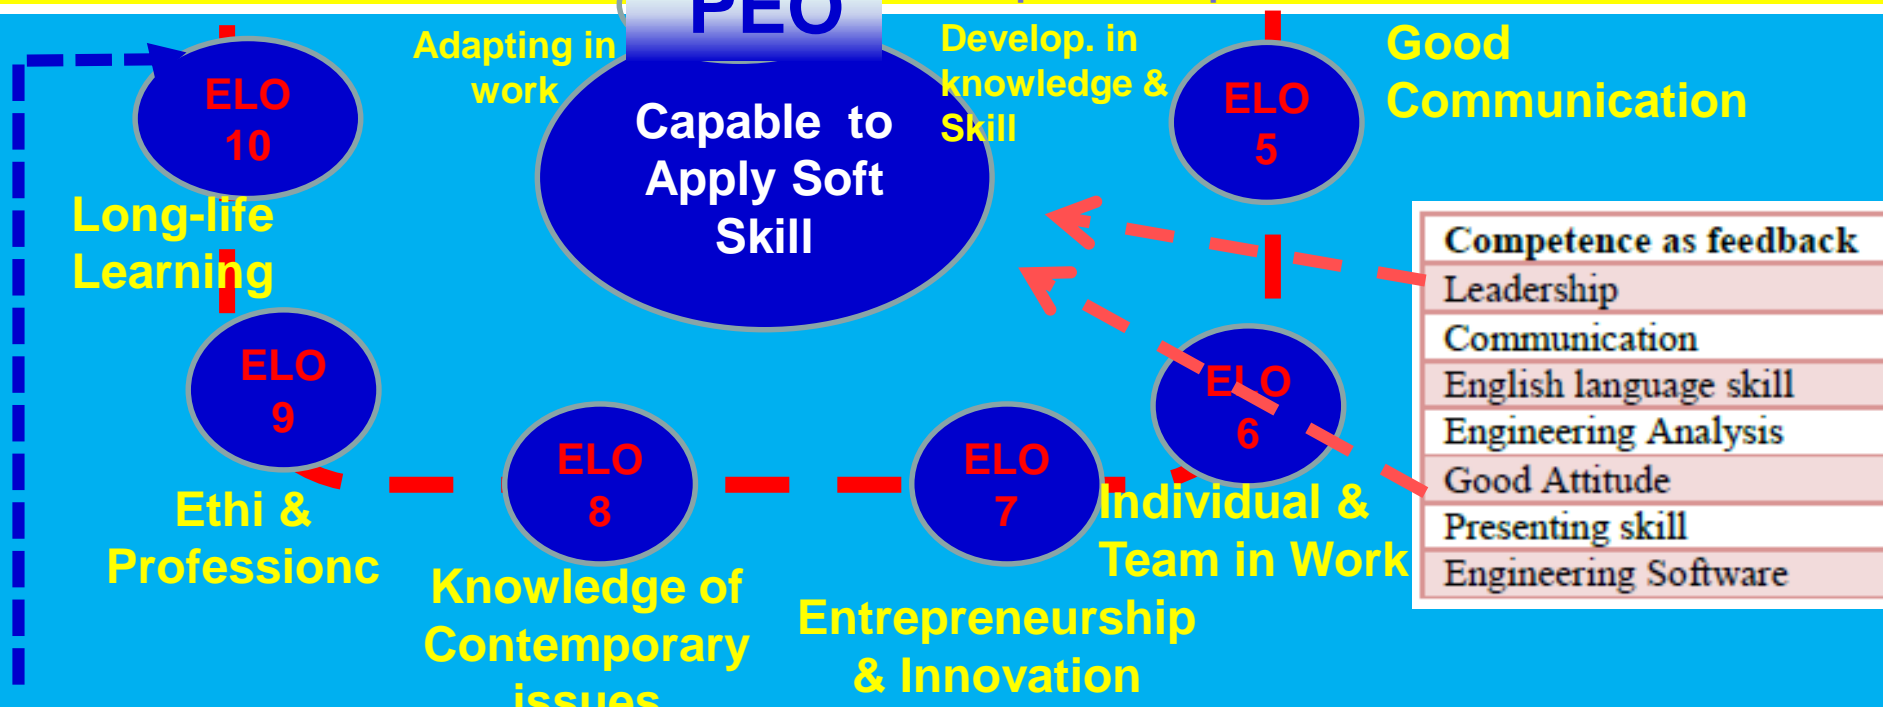 PEO
Adapting in
work
Develop. in
knowledge &
Skill
Good
Communication
ELO
10
Capable to
Apply Soft
Skill
ELO
5
Long-life
Learning
Competence as feedback
Leadership
Communication
English language skill
Engineering Analysis
Good Attitude
Presenting skill
Engineering Software
ELO
9
ELO
6
ELO
8
ELO
7
Ethi &
Professionc
Individual &
Team in Work
Knowledge of
Contemporary
issues
Entrepreneurship
& Innovation